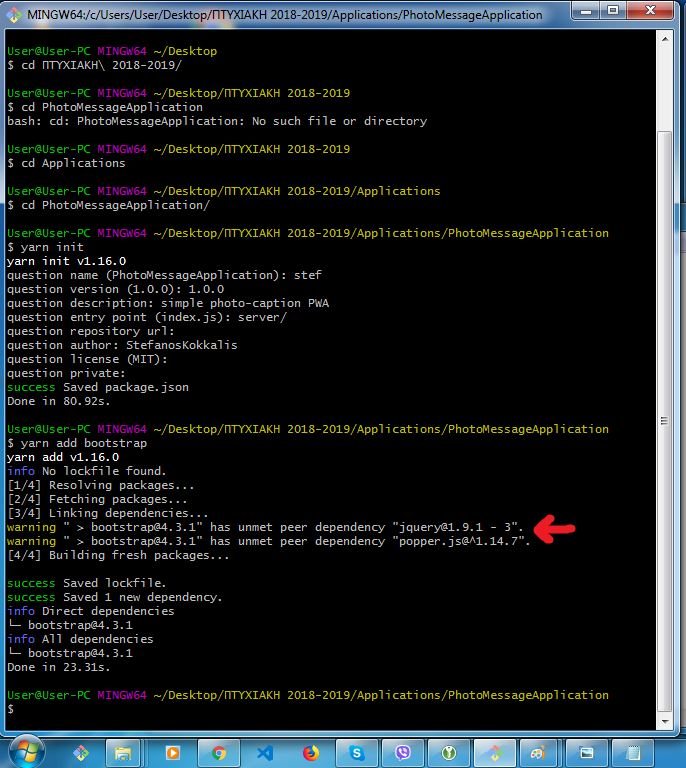 MINGW64:/c/Users/User/Desktop/ΠΤΥΧΙΑΚΗ 2018-2019/Applications/PhotoMessageApplication
User@User-PC MINGW64 ~/Desktop
$ cd ΠΤΥΧΙΑΚΗ\ 2018-2019/
User@User-PC MINGW64 ~/Desktop/ΠΤΥΧΙΑΚΗ 2018-2019
$ cd PhotoMessageApplication
bash: cd: PhotoMessageApplication: No such file or directory
User@User-PC MINGW64 ~/Desktop/ΠΤΥΧΙΑΚΗ 2018-2019
$ cd Applications
User@User-PC MINGW64 ~/Desktop/ΠΤΥΧΙΑΚΗ 2018-2019/Applications
$ cd PhotoMessageApplication/
User@User-PC MINGW64 ~/Desktop/ΠΤΥΧΙΑΚΗ 2018-2019/Applications/PhotoMessageApplication
$ yarn init
yarn init v1.16.0
question name (PhotoMessageApplication): stef
question version (1.0.0): 1.0.0
question description: simple photo-caption PWA
question entry point (index.js): server/
question repository url:
question author: StefanosKokkalis
question license (MIT):
question private:
success Saved package.json
Done in 80.92s.
User@User-PC MINGW64 ~/Desktop/ΠΤΥΧΙΑΚΗ 2018-2019/Applications/PhotoMessageApplication
$ yarn add bootstrap
yarn add v1.16.0
info No lockfile found.
[1/4] Resolving packages...
[2/4] Fetching packages...
[3/4] Linking dependencies...
warning " > bootstrap@4.3.1" has unmet peer dependency "jquery@1.9.1 - 3".
warning " > bootstrap@4.3.1" has unmet peer dependency "popper.js@^1.14.7".
[4/4] Building fresh packages...
success Saved lockfile.
success Saved 1 new dependency.
info Direct dependencies
└─ bootstrap@4.3.1
info All dependencies
└─ bootstrap@4.3.1
Done in 23.31s.
User@User-PC MINGW64 ~/Desktop/ΠΤΥΧΙΑΚΗ 2018-2019/Applications/PhotoMessageApplication
$